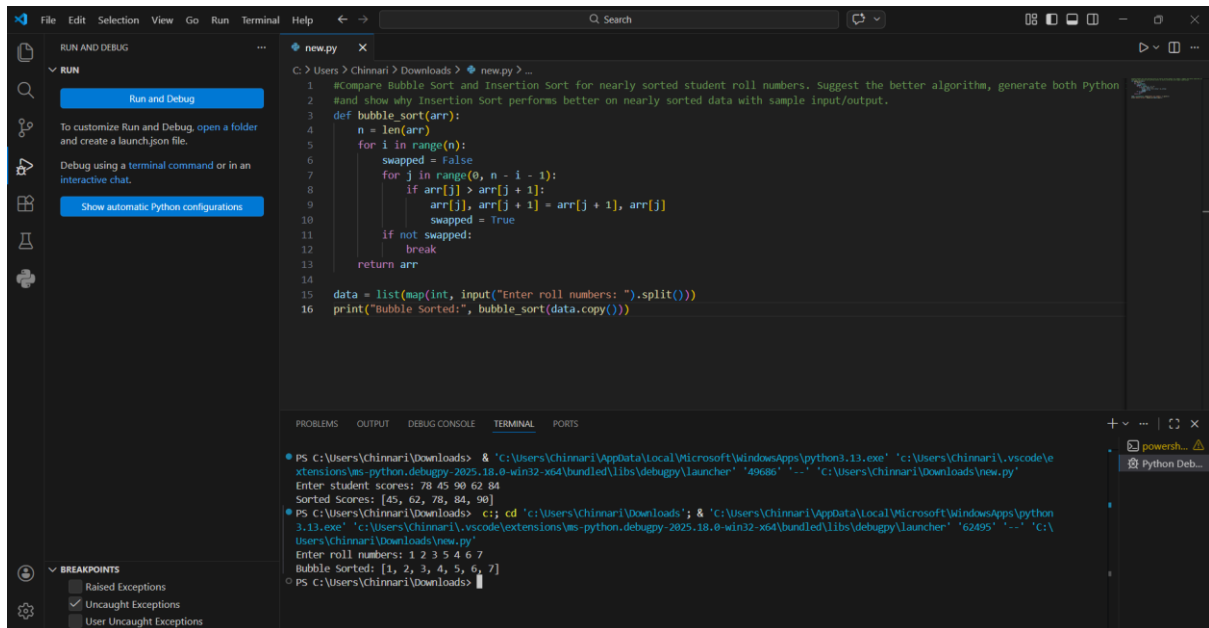 File Edit Selection View Go Run Terminal Help
Search
RUN AND DEBUG
RUN
Run and Debug
To customize Run and Debug, open a folder
and create a launch.json file.
Debug using a terminal command or in an
interactive chat.
Show automatic Python configurations
new.py
C: > Users > Chinnari > Downloads > new.py > ...
1 #Compare Bubble Sort and Insertion Sort for nearly sorted student roll numbers. Suggest the better algorithm, generate both Python
2 #and show why Insertion Sort performs better on nearly sorted data with sample input/output.
3 def bubble_sort(arr):
4 n = len(arr)
5 for i in range(n):
6 swapped = False
7 for j in range(0, n - i - 1):
8 if arr[j] > arr[j + 1]:
9 arr[j], arr[j + 1] = arr[j + 1], arr[j]
10 swapped = True
11 if not swapped:
12 break
13 return arr
14
15 data = list(map(int, input("Enter roll numbers: ").split()))
16 print("Bubble Sorted:", bubble_sort(data.copy()))
PROBLEMS OUTPUT DEBUG CONSOLE TERMINAL PORTS
PS C:\Users\Chinnari\Downloads> & 'C:\Users\Chinnari\AppData\Local\Microsoft\WindowsApps\python3.13.exe' 'c:\Users\Chinnari\.vscode\e
xtensions\ms-python.debugpy-2025.18.0-win32-x64\bundled\libs\debugpy\launcher' '49686' '--' 'C:\Users\Chinnari\Downloads\new.py'
Enter student scores: 78 45 90 62 84
Sorted Scores: [45, 62, 78, 84, 90]
PS C:\Users\Chinnari\Downloads> c:; cd 'c:\Users\Chinnari\Downloads'; & 'C:\Users\Chinnari\AppData\Local\Microsoft\WindowsApps\python
3.13.exe' 'c:\Users\Chinnari\.vscode\extensions\ms-python.debugpy-2025.18.0-win32-x64\bundled\libs\debugpy\launcher' '62495' '--' 'C:\
Users\Chinnari\Downloads\new.py'
Enter roll numbers: 1 2 3 5 4 6 7
Bubble Sorted: [1, 2, 3, 4, 5, 6, 7]
PS C:\Users\Chinnari\Downloads>
powersh...
Python Deb...
BREAKPOINTS
Raised Exceptions
Uncaught Exceptions
User Uncaught Exceptions